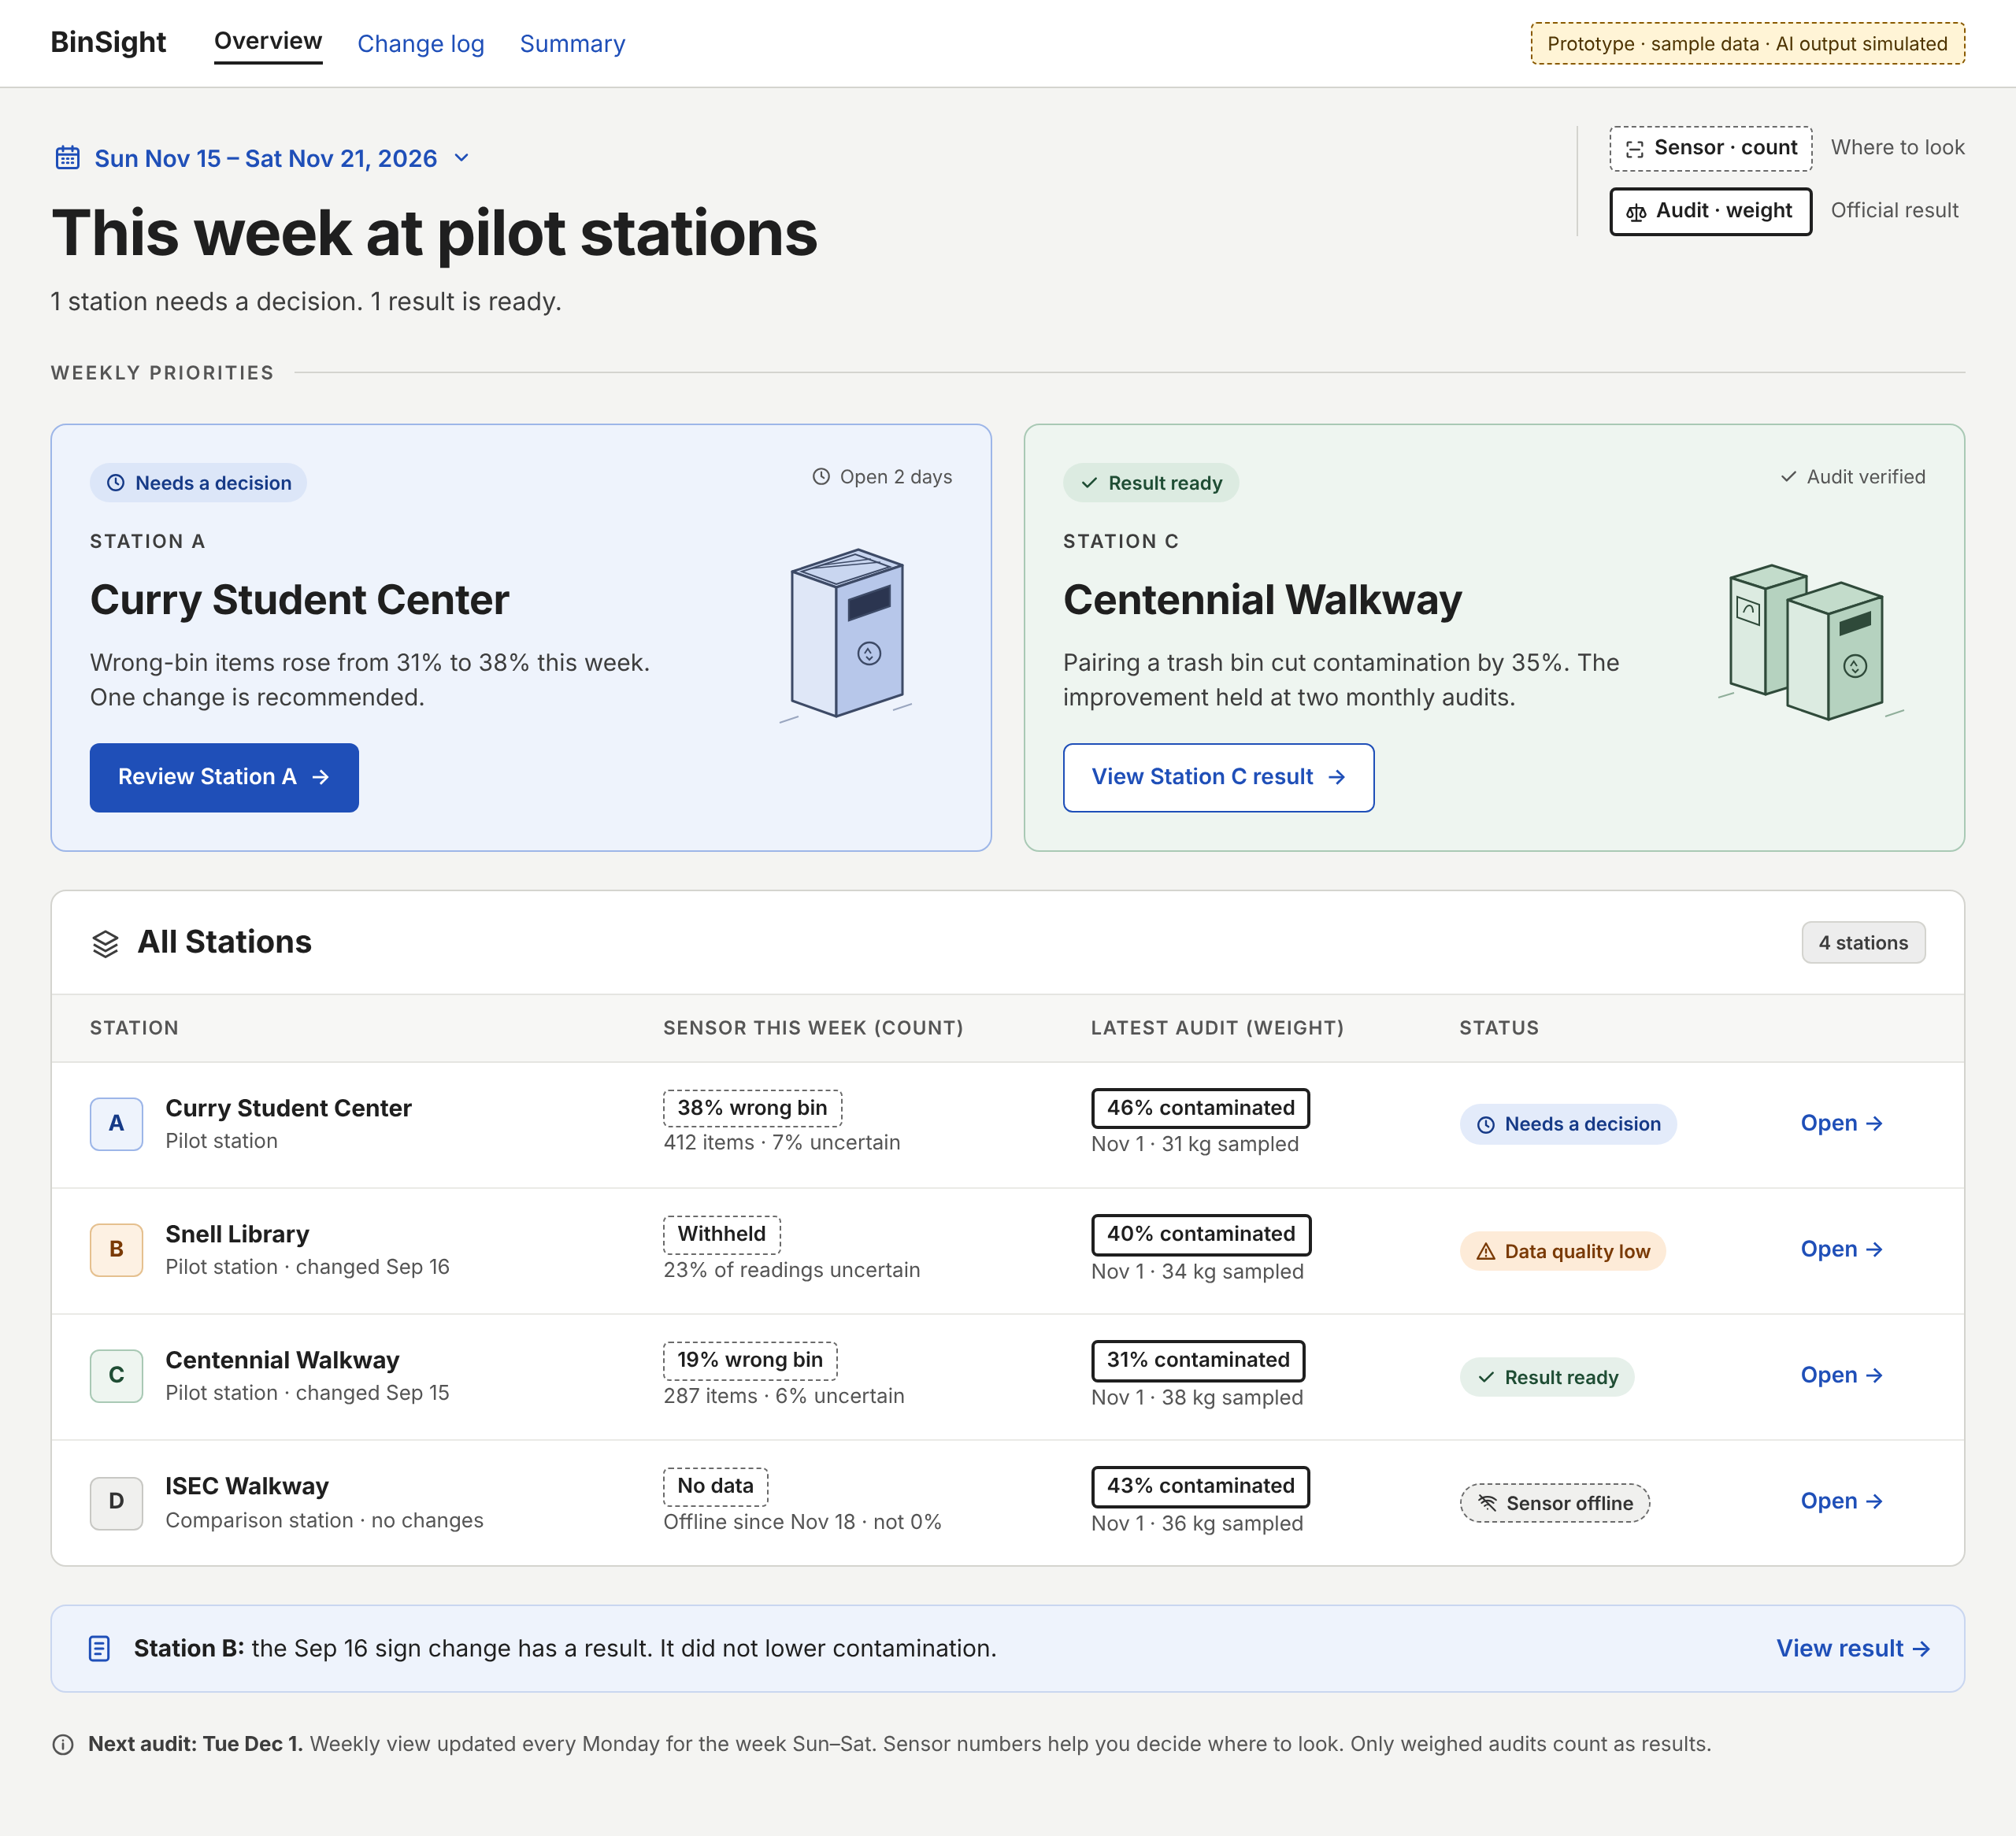 BinSight
Overview
Change log
Summary
Prototype · sample data · AI output simulated
Sun Nov 15 – Sat Nov 21, 2026
Sensor · count
Where to look
Audit · weight
Official result
This week at pilot stations
1 station needs a decision. 1 result is ready.
WEEKLY PRIORITIES
Needs a decision
Open 2 days
STATION A
Curry Student Center
Wrong-bin items rose from 31% to 38% this week.
One change is recommended.
Review Station A →
Result ready
Audit verified
STATION C
Centennial Walkway
Pairing a trash bin cut contamination by 35%. The
improvement held at two monthly audits.
View Station C result →
All Stations
4 stations
STATION
SENSOR THIS WEEK (COUNT)
LATEST AUDIT (WEIGHT)
STATUS
A
Curry Student Center
Pilot station
38% wrong bin
412 items · 7% uncertain
46% contaminated
Nov 1 · 31 kg sampled
Needs a decision
Open →
B
Snell Library
Pilot station · changed Sep 16
Withheld
23% of readings uncertain
40% contaminated
Nov 1 · 34 kg sampled
Data quality low
Open →
C
Centennial Walkway
Pilot station · changed Sep 15
19% wrong bin
287 items · 6% uncertain
31% contaminated
Nov 1 · 38 kg sampled
Result ready
Open →
D
ISEC Walkway
Comparison station · no changes
No data
Offline since Nov 18 · not 0%
43% contaminated
Nov 1 · 36 kg sampled
Sensor offline
Open →
Station B: the Sep 16 sign change has a result. It did not lower contamination.
View result →
Next audit: Tue Dec 1. Weekly view updated every Monday for the week Sun–Sat. Sensor numbers help you decide where to look. Only weighed audits count as results.